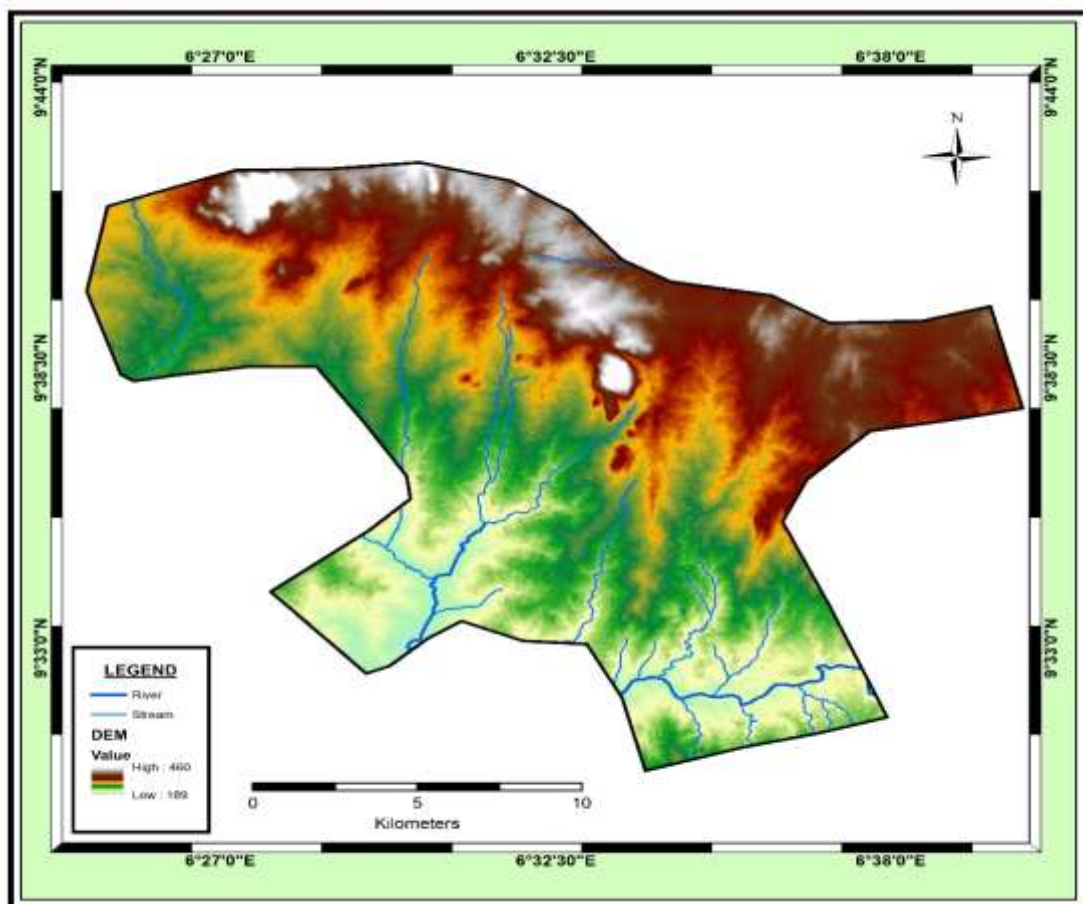 6°27'0"E 6°32'30"E 6°38'0"E
9°44'0"N 9°44'0"N
N
9°38'30"N 9°38'30"N
9°33'0"N 9°33'0"N
LEGEND
River
Stream
DEM
Value
High : 460
Low : 189
0 5 10
Kilometers
6°27'0"E 6°32'30"E 6°38'0"E